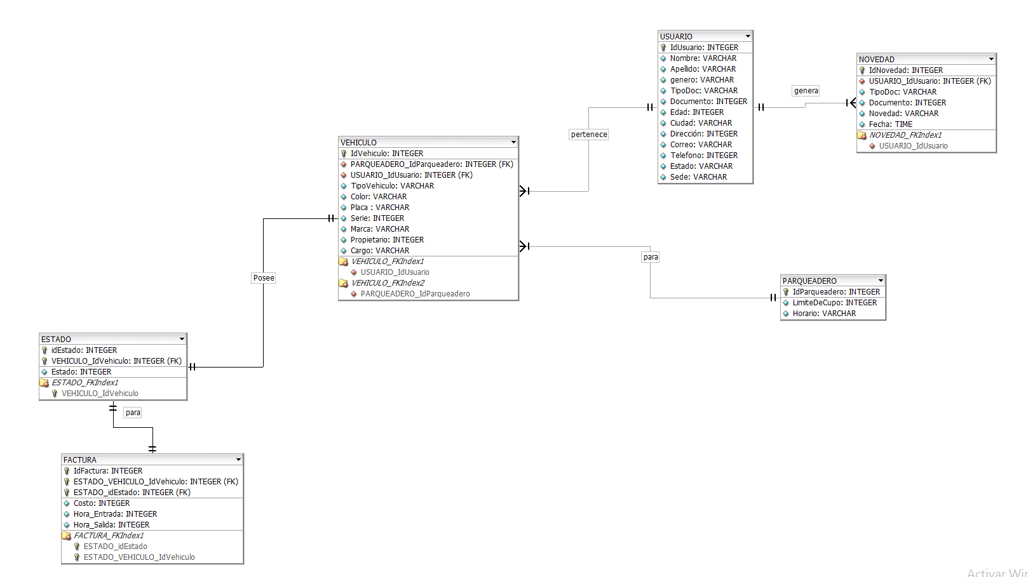 USUARIO
IdUsuario: INTEGER
Nombre: VARCHAR
Apellido: VARCHAR
genero: VARCHAR
TipoDoc: VARCHAR
Documento: INTEGER
Edad: INTEGER
Ciudad: VARCHAR
Dirección: INTEGER
Correo: VARCHAR
Telefono: INTEGER
Estado: VARCHAR
Sede: VARCHAR
genera
NOVEDAD
IdNovedad: INTEGER
USUARIO_IdUsuario: INTEGER (FK)
TipoDoc: VARCHAR
Documento: INTEGER
Novedad: VARCHAR
Fecha: TIME
NOVEDAD_FKIndex1
USUARIO_IdUsuario
pertenece
VEHICULO
IdVehiculo: INTEGER
PARQUEADERO_IdParqueadero: INTEGER (FK)
USUARIO_IdUsuario: INTEGER (FK)
TipoVehiculo: VARCHAR
Color: VARCHAR
Placa : VARCHAR
Serie: INTEGER
Marca: VARCHAR
Propietario: INTEGER
Cargo: VARCHAR
VEHICULO_FKIndex1
USUARIO_IdUsuario
VEHICULO_FKIndex2
PARQUEADERO_IdParqueadero
para
PARQUEADERO
IdParqueadero: INTEGER
LimiteDeCupo: INTEGER
Horario: VARCHAR
Posee
ESTADO
idEstado: INTEGER
VEHICULO_IdVehiculo: INTEGER (FK)
Estado: INTEGER
ESTADO_FKIndex1
VEHICULO_IdVehiculo
para
FACTURA
IdFactura: INTEGER
ESTADO_VEHICULO_IdVehiculo: INTEGER (FK)
ESTADO_idEstado: INTEGER (FK)
Costo: INTEGER
Hora_Entrada: INTEGER
Hora_Salida: INTEGER
FACTURA_FKIndex1
ESTADO_idEstado
ESTADO_VEHICULO_IdVehiculo
Activar Wir